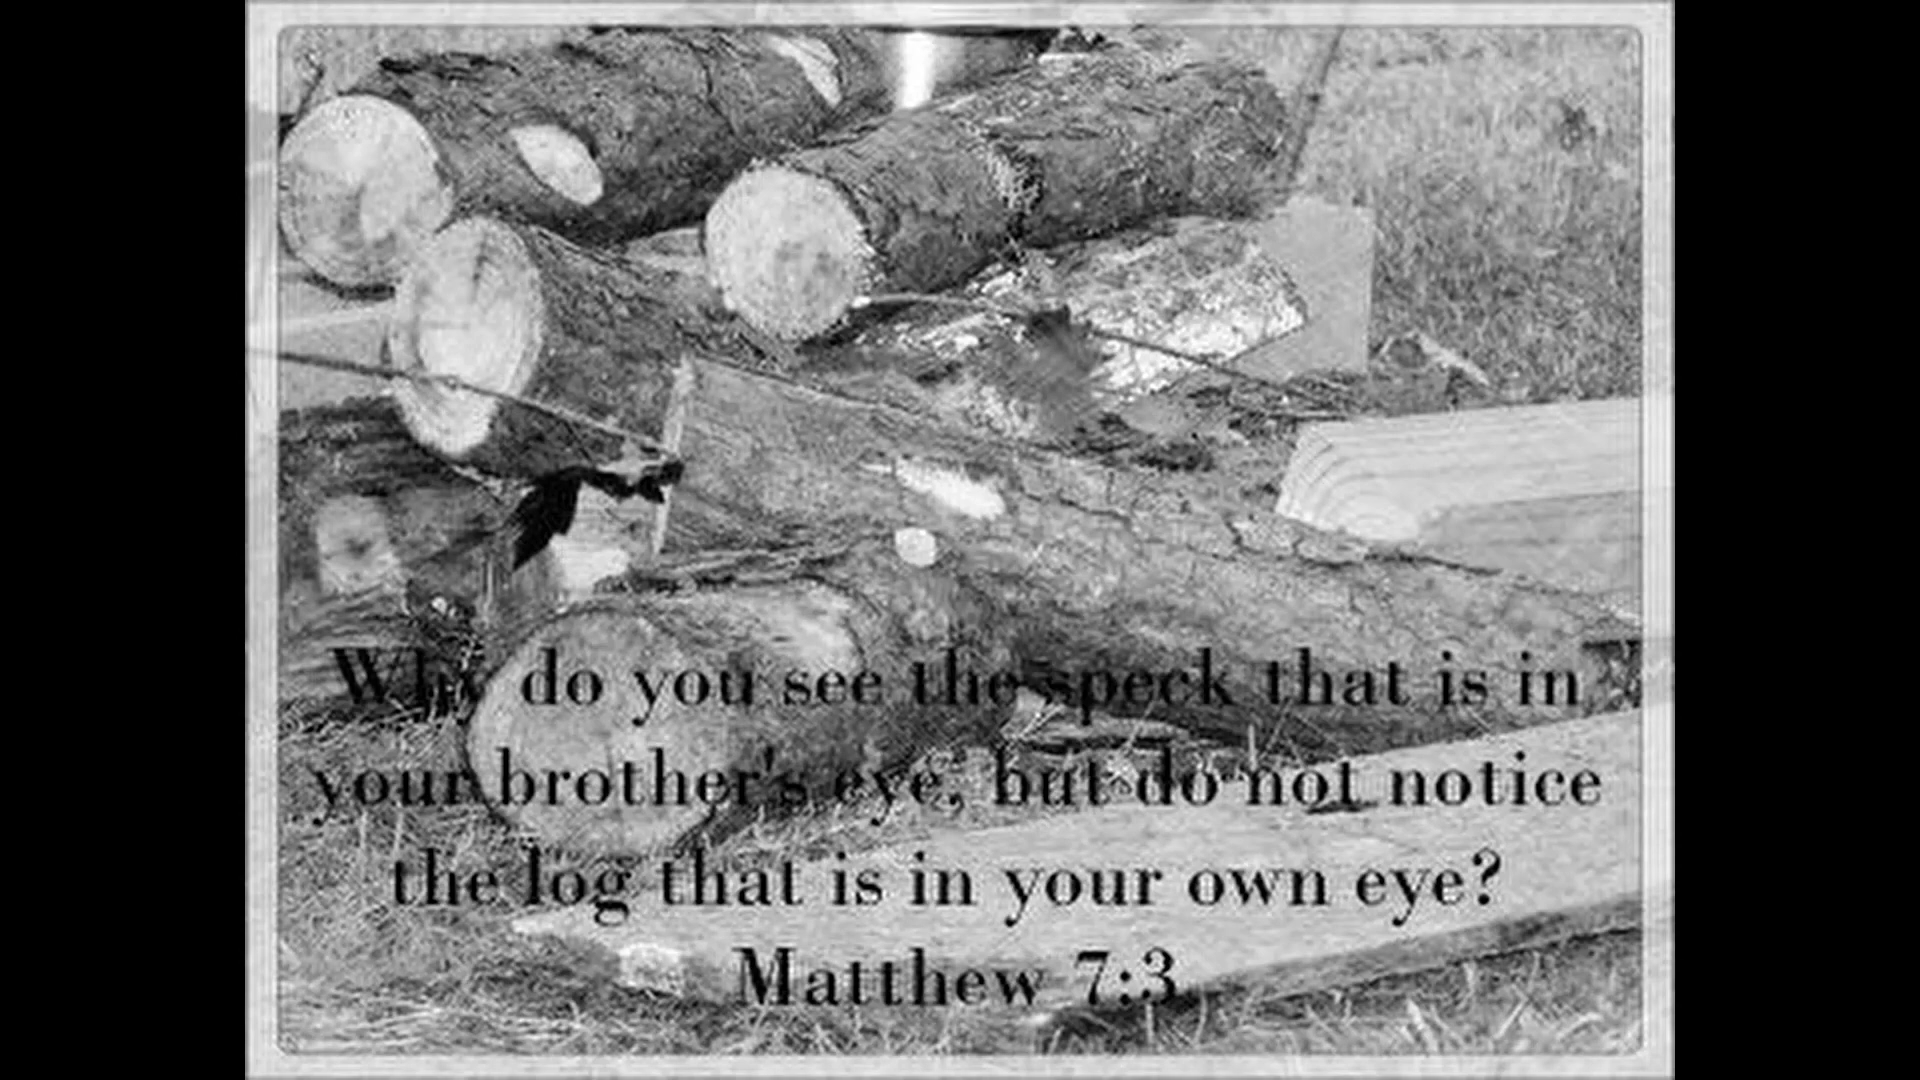 Why do you see the speck that is in
your brother's eye, but do not notice
the log that is in your own eye?
Matthew 7:3